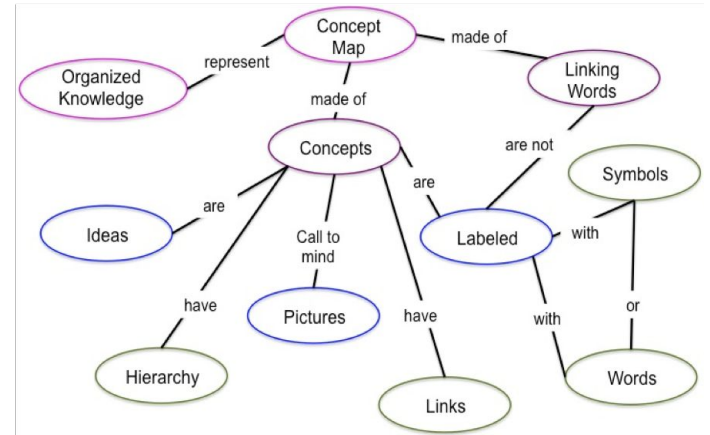 Concept
Map
made of
represent
Organized
Knowledge
Linking
Words
made of
Concepts
are not
Symbols
are
are
Ideas
Call to
mind
Labeled
with
have
Pictures
have
with
or
Hierarchy
Links
Words